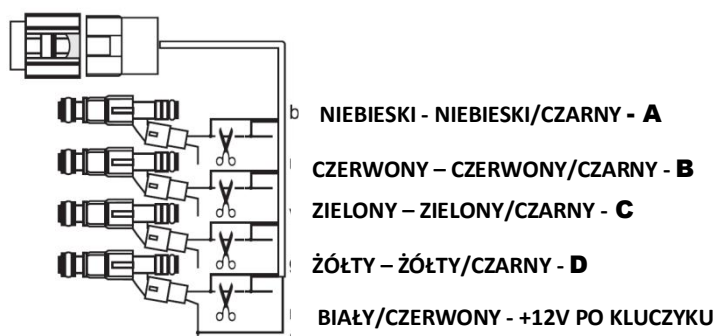 NIEBIESKI - NIEBIESKI/CZARNY - A
CZERWONY – CZERWONY/CZARNY - B
ZIELONY – ZIELONY/CZARNY - C
ŻÓŁTY – ŻÓŁTY/CZARNY - D
BIAŁY/CZERWONY - +12V PO KLUCZYKU